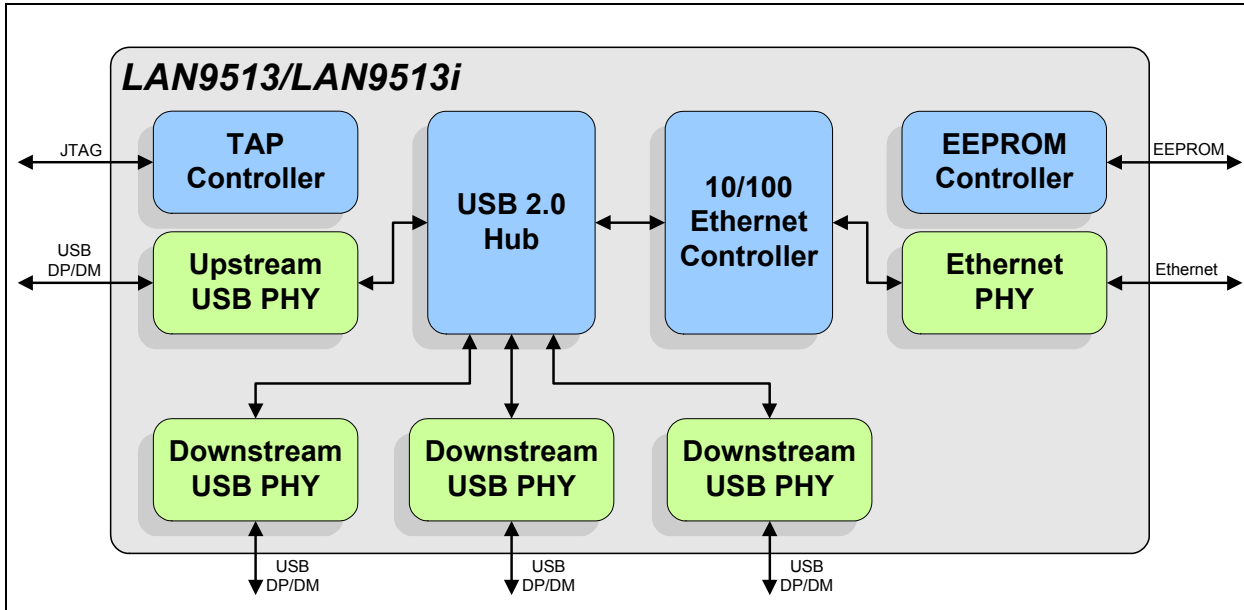 LAN9513/LAN9513i
JTAG
TAP
Controller
USB 2.0
Hub
10/100
Ethernet
Controller
EEPROM
Controller
EEPROM
USB
DP/DM
Upstream
USB PHY
Ethernet
PHY
Ethernet
Downstream
USB PHY
Downstream
USB PHY
Downstream
USB PHY
USB
DP/DM
USB
DP/DM
USB
DP/DM